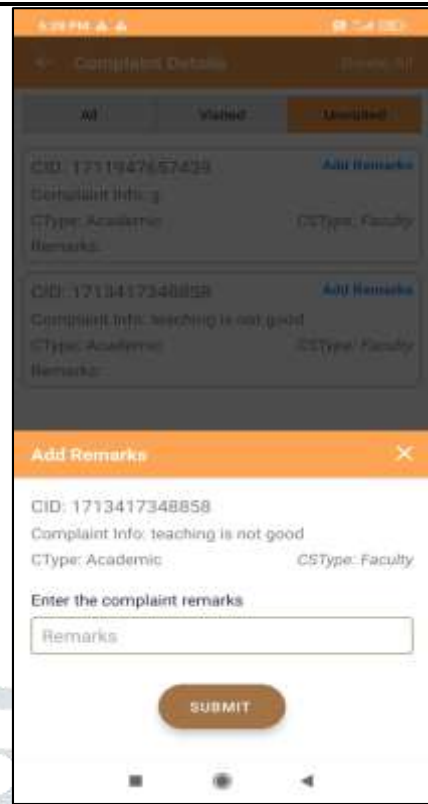 Complaint Details
All Visited Unvisited
CID: 1711947657439 Add Remarks
Complaint Info: g
CType: Academic CSType: Faculty
Remarks:
CID: 1713417348858 Add Remarks
Complaint Info: teaching is not good
CType: Academic CSType: Faculty
Remarks:
Add Remarks
CID: 1713417348858
Complaint Info: teaching is not good
CType: Academic CSType: Faculty
Enter the complaint remarks
Remarks
SUBMIT